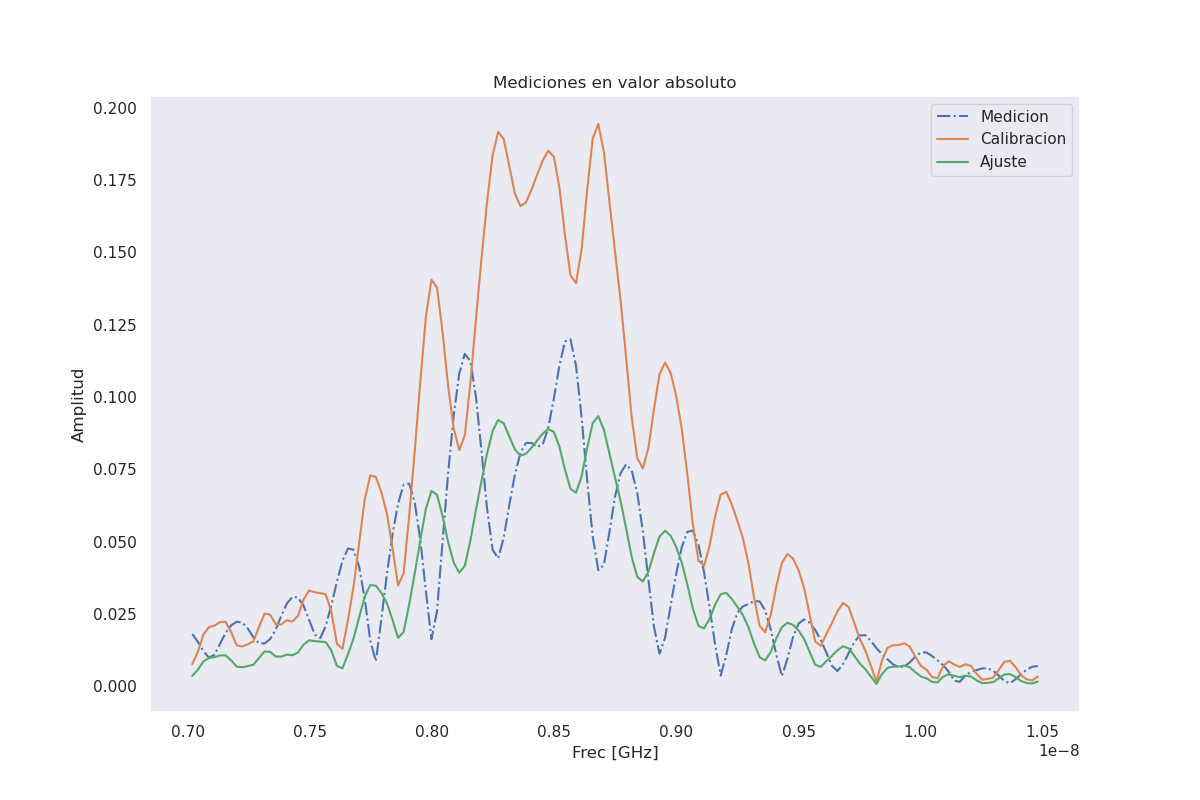 Mediciones en valor absoluto
0.200
0.175
0.150
0.125
0.100
0.075
0.050
0.025
0.000
Amplitud
Medicion
Calibracion
Ajuste
0.70 0.75 0.80 0.85 0.90 0.95 1.00 1.05
1e−8
Frec [GHz]